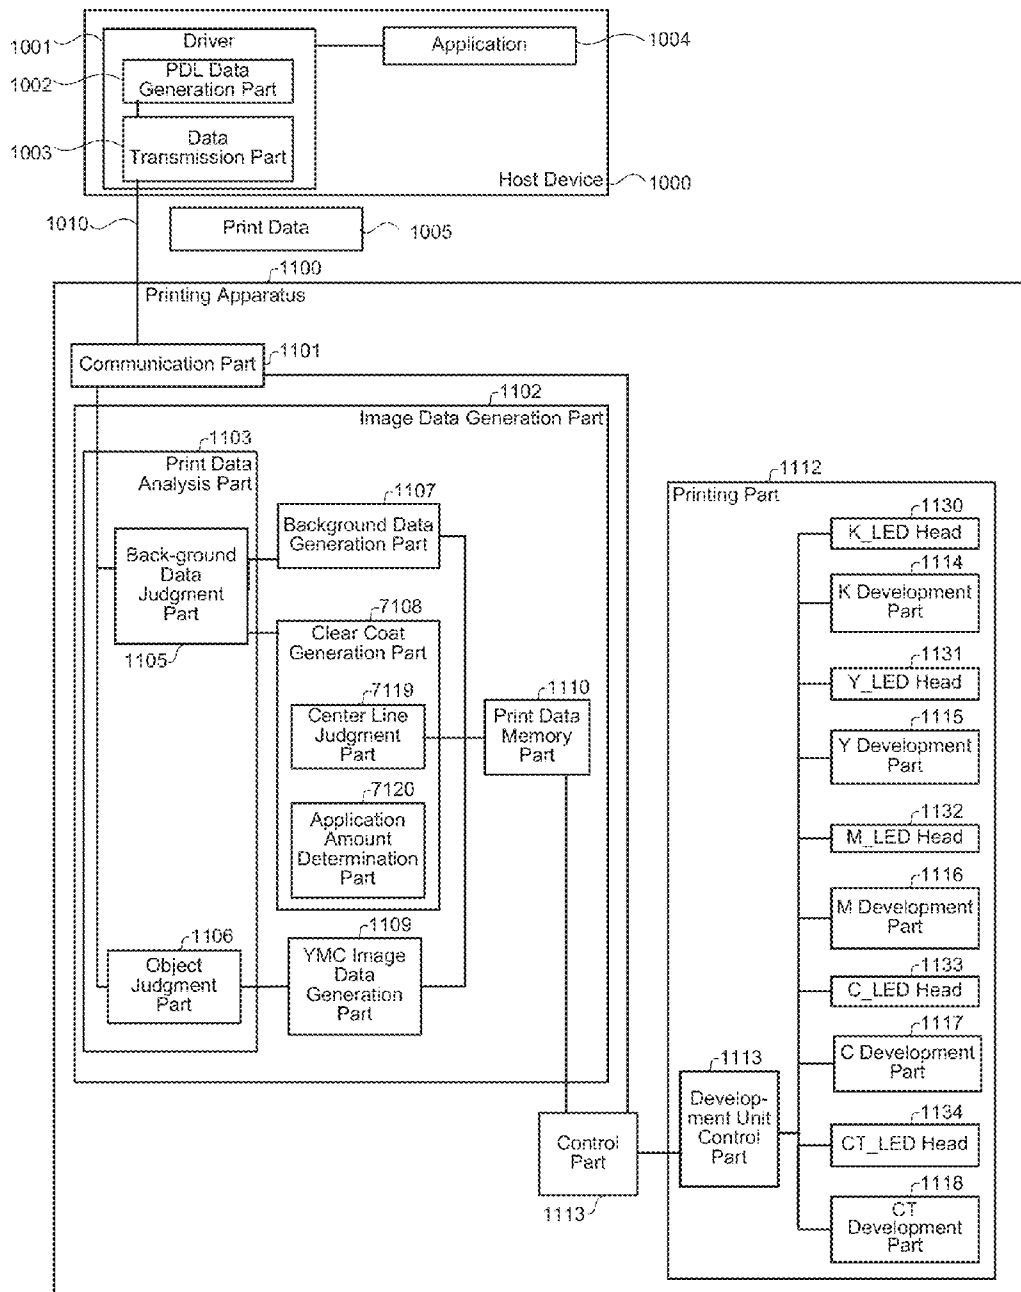 1001
Driver
Application
1004
1002
PDL Data
Generation Part
1003
Data
Transmission Part
Host Device
1000
1010
Print Data
1005
1100
Printing Apparatus
Communication Part
1101
1102
Image Data Generation Part
1103
Print Data
Analysis Part
1107
Background Data
Generation Part
Back-ground
Data
Judgment
Part
1105
7108
Clear Coat
Generation Part
7119
Center Line
Judgment
Part
7120
Application
Amount
Determination
Part
1110
Print Data
Memory
Part
1106
Object
Judgment
Part
1109
YMC Image
Data
Generation
Part
Control
Part
1113
1112
Printing Part
1113
Develop-
ment Unit
Control
Part
1130
K_LED Head
1114
K Development
Part
1131
Y_LED Head
1115
Y Development
Part
1132
M_LED Head
1116
M Development
Part
1133
C_LED Head
1117
C Development
Part
1134
CT_LED Head
1118
CT
Development
Part